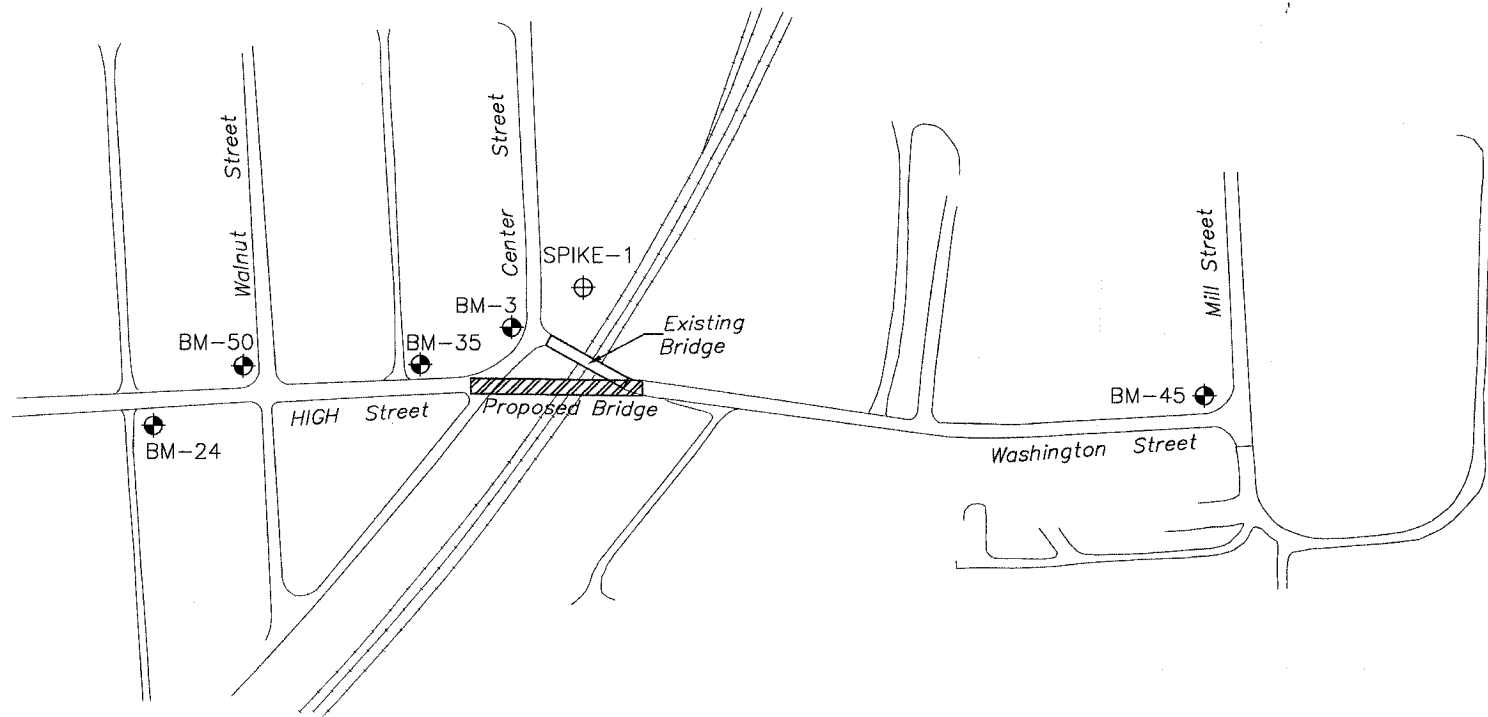 Walnut Street
Center Street
SPIKE-1
BM-3
Existing
Bridge
Mill Street
BM-50
BM-35
BM-45
HIGH Street
Proposed Bridge
BM-24
Washington Street